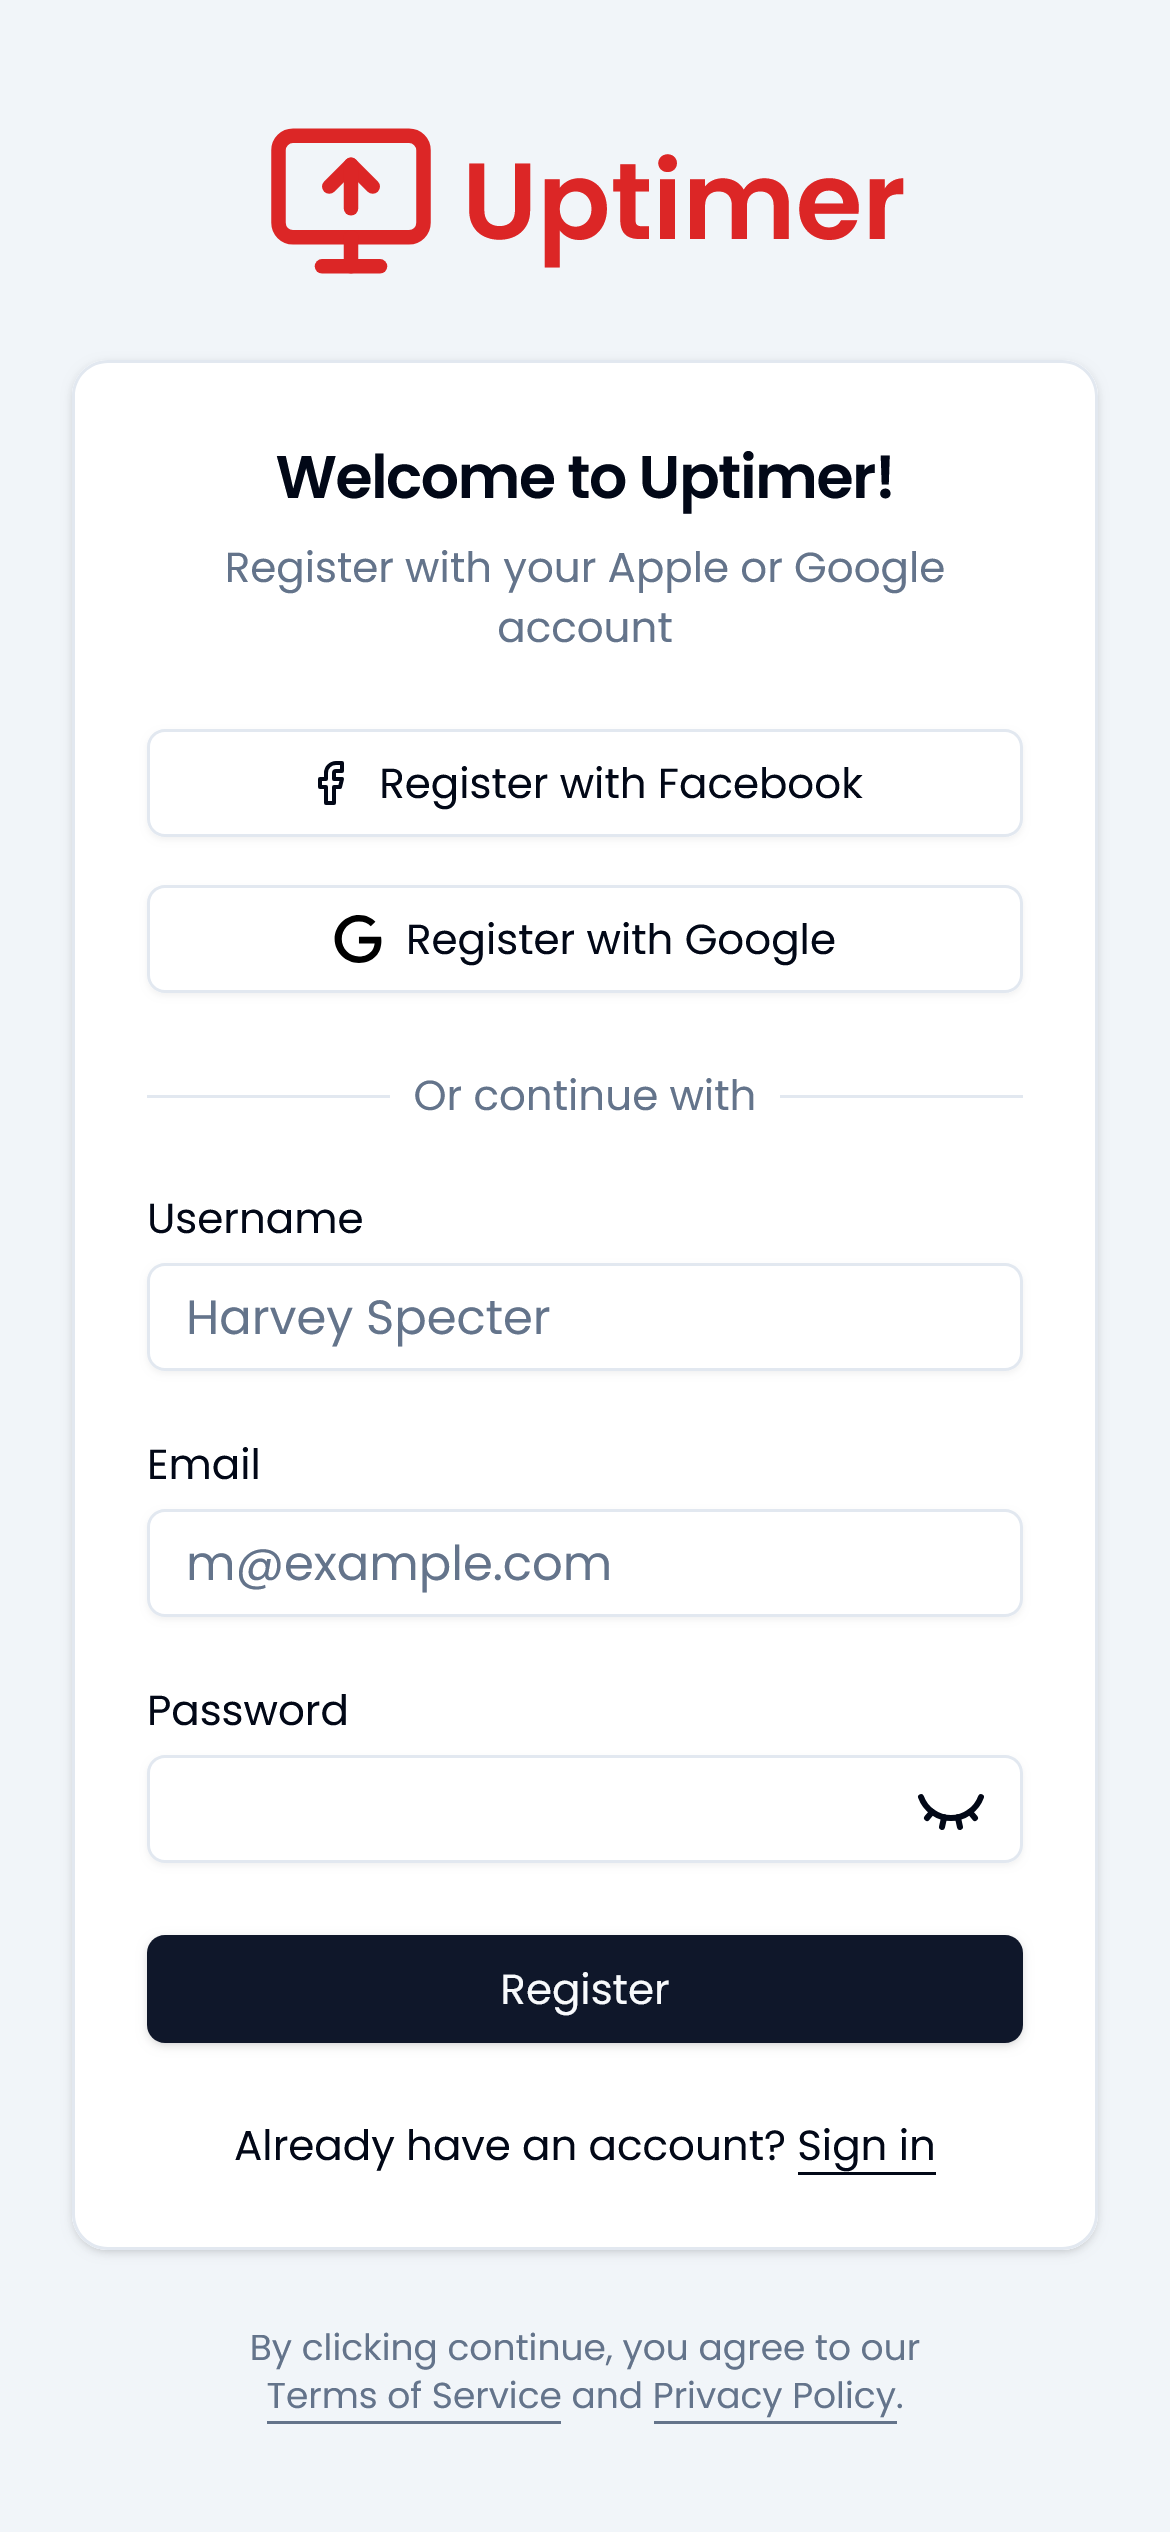 Uptimer
Welcome to Uptimer!
Register with your Apple or Google
account
Register with Facebook
Register with Google
Or continue with
Username
Harvey Specter
Email
m@example.com
Password
Register
Already have an account? Sign in
By clicking continue, you agree to our
Terms of Service and Privacy Policy.